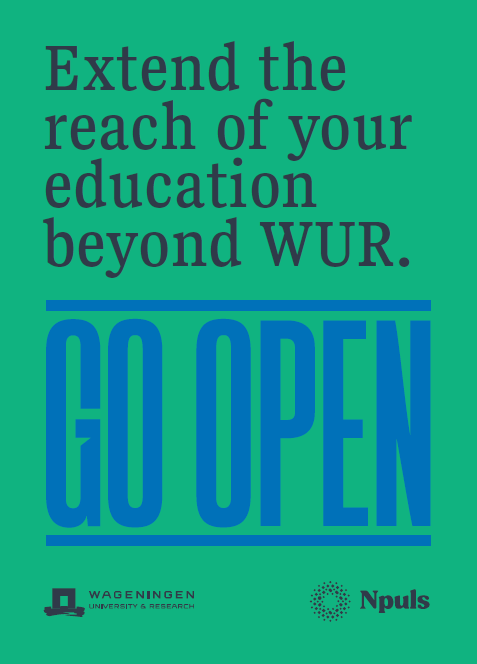 Extend the
reach of your
education
beyond WUR.
GO OPEN
WAGENINGEN
UNIVERSITY & RESEARCH
Npuls